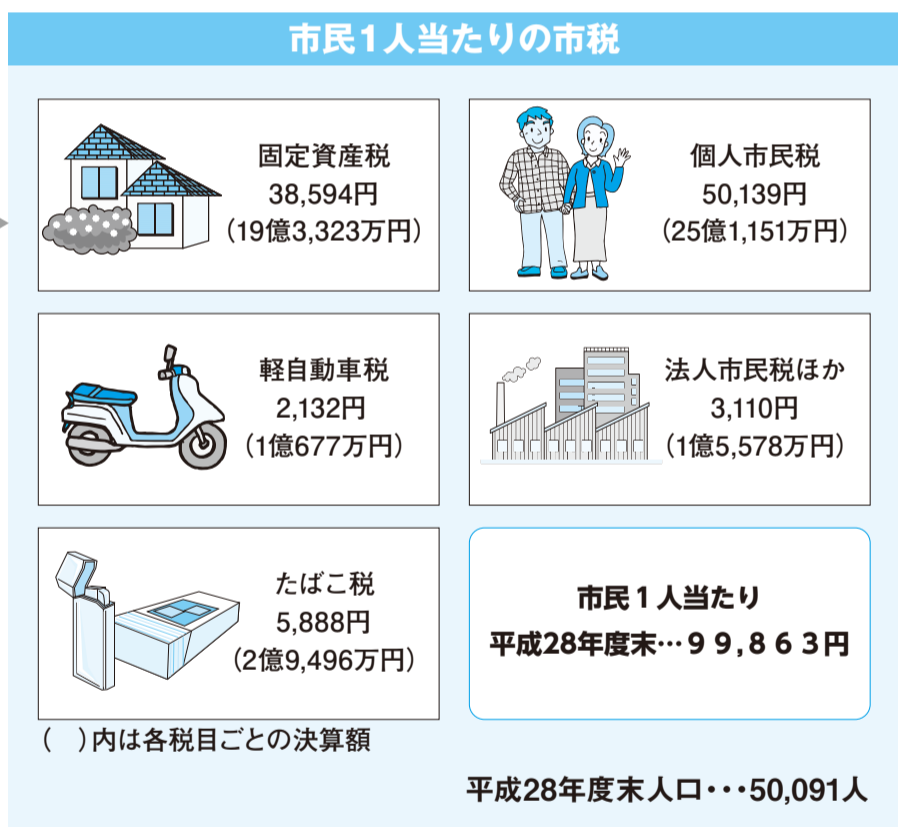 市民1人当たりの市税
固定資産税
38,594円
(19億3,323万円)
個人市民税
50,139円
(25億1,151万円)
軽自動車税
2,132円
(1億677万円)
法人市民税ほか
3,110円
(1億5,578万円)
たばこ税
5,888円
(2億9,496万円)
市民1人当たり
平成28年度末…99,863円
(　)内は各税目ごとの決算額
平成28年度末人口・・・50,091人